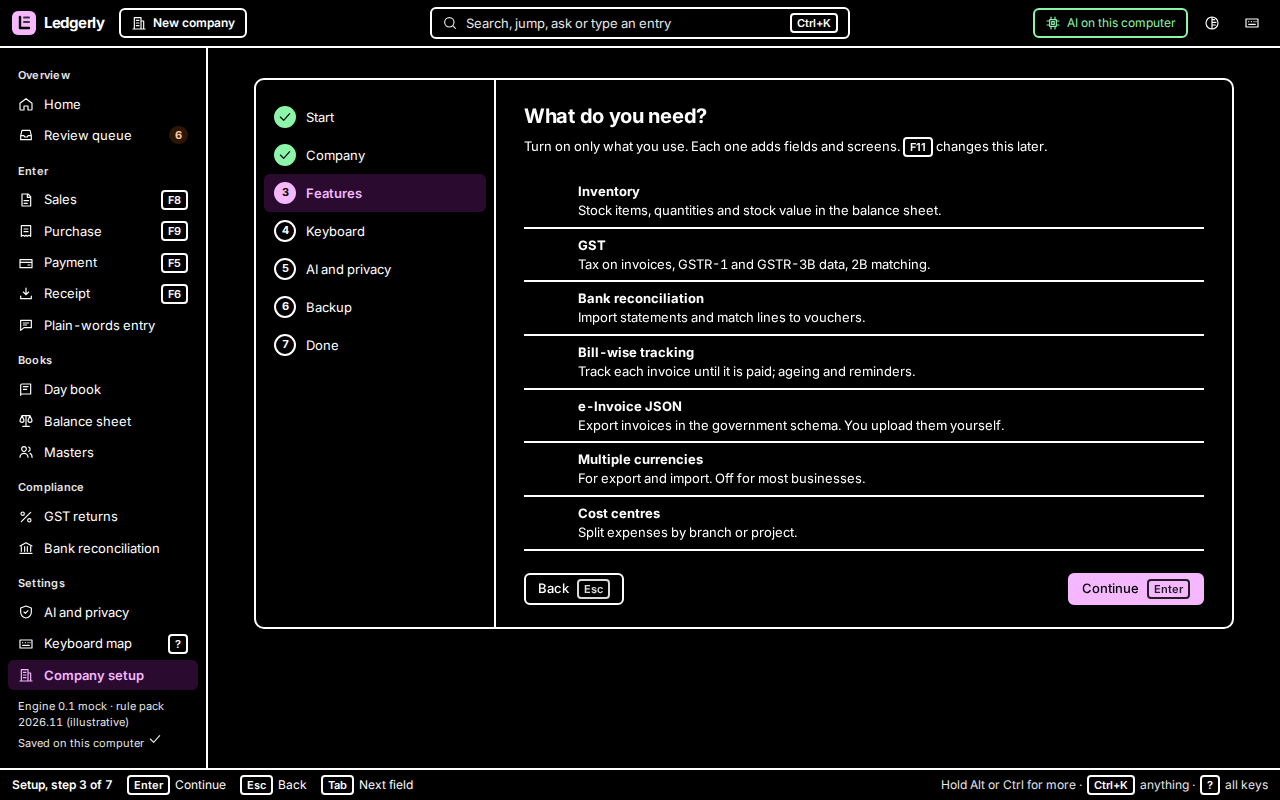 Ledgerly
New company
Search, jump, ask or type an entry
Ctrl+K
AI on this computer
Overview
Home
Review queue 6
Enter
Sales F8
Purchase F9
Payment F5
Receipt F6
Plain-words entry
Books
Day book
Balance sheet
Masters
Compliance
GST returns
Bank reconciliation
Settings
AI and privacy
Keyboard map ?
Company setup
Engine 0.1 mock · rule pack
2026.11 (illustrative)
Saved on this computer
Start
Company
3 Features
4 Keyboard
5 AI and privacy
6 Backup
7 Done
What do you need?
Turn on only what you use. Each one adds fields and screens. F11 changes this later.
Inventory
Stock items, quantities and stock value in the balance sheet.
GST
Tax on invoices, GSTR-1 and GSTR-3B data, 2B matching.
Bank reconciliation
Import statements and match lines to vouchers.
Bill-wise tracking
Track each invoice until it is paid; ageing and reminders.
e-Invoice JSON
Export invoices in the government schema. You upload them yourself.
Multiple currencies
For export and import. Off for most businesses.
Cost centres
Split expenses by branch or project.
Back Esc
Continue Enter
Setup, step 3 of 7 Enter Continue Esc Back Tab Next field
Hold Alt or Ctrl for more · Ctrl+K anything · ? all keys